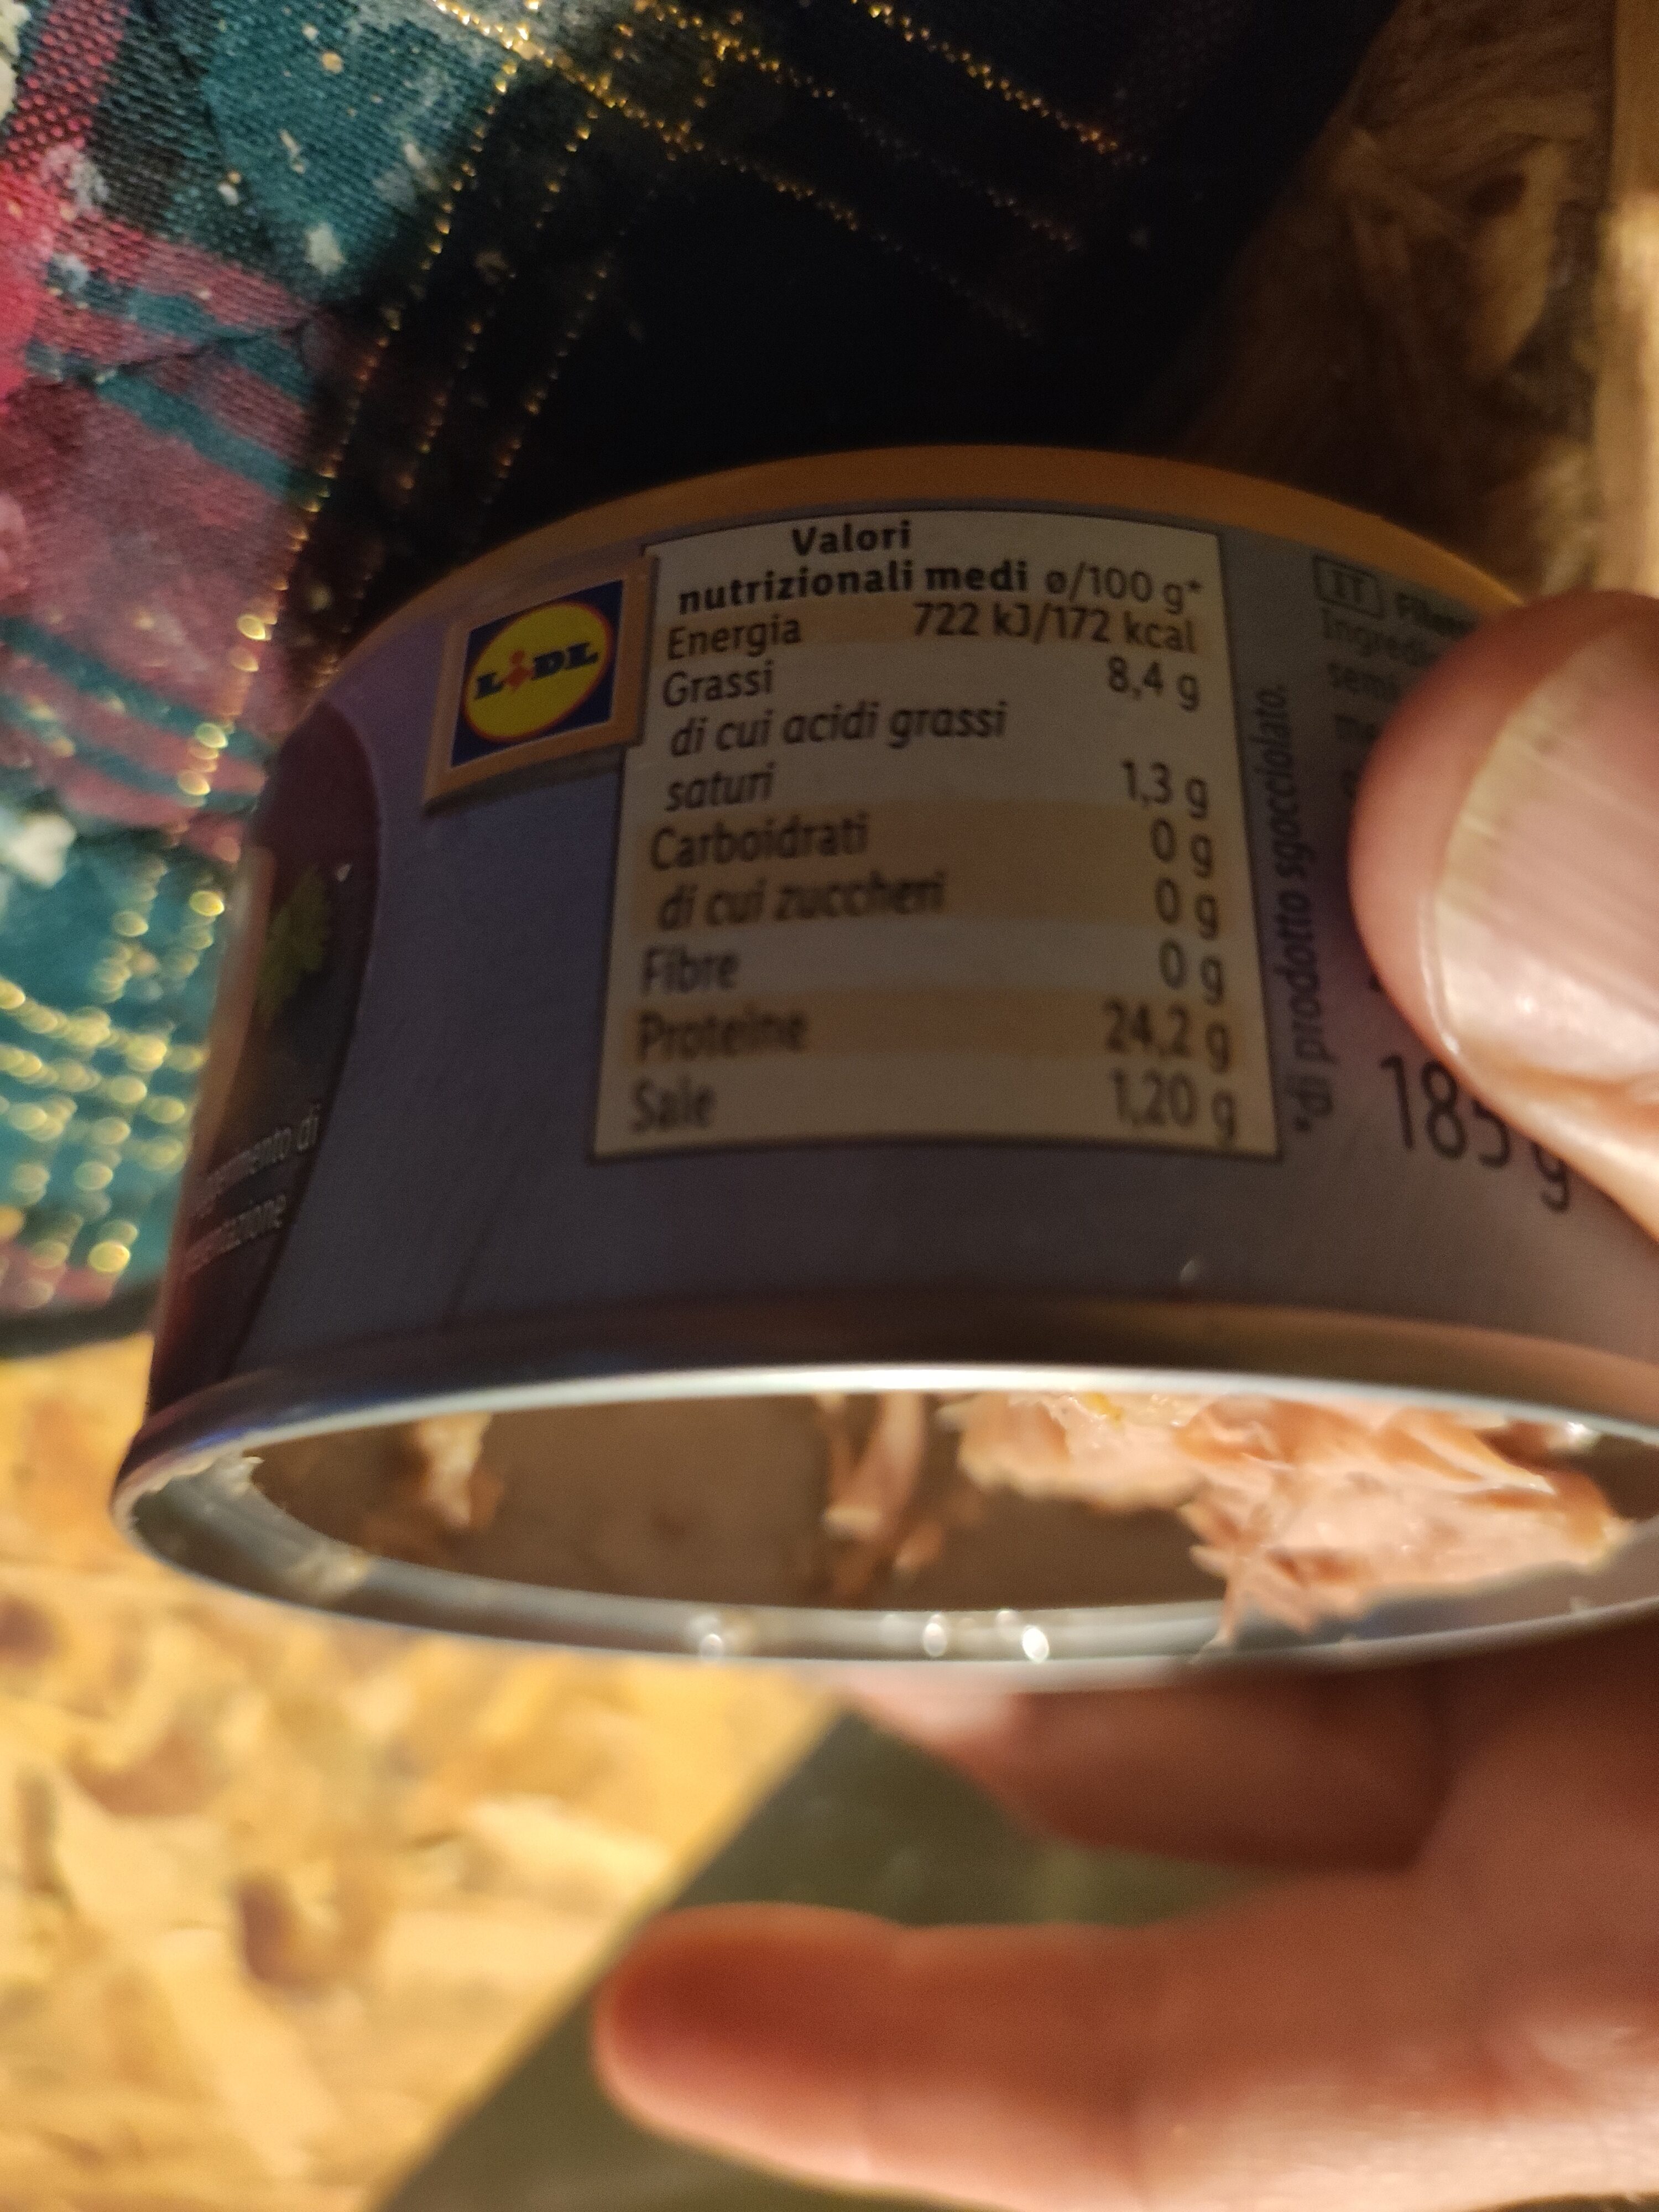 LIDL
Valori
nutrizionali medi ø/100 g*
Energia 722 kJ/172 kcal
Grassi 8,4 g
di cui acidi grassi
saturi 1,3 g
Carboidrati 0 g
di cui zuccheri 0 g
Fibre 0 g
Proteine 24,2 g
Sale 1,20 g
*di prodotto sgocciolato.
IT
185 g
di